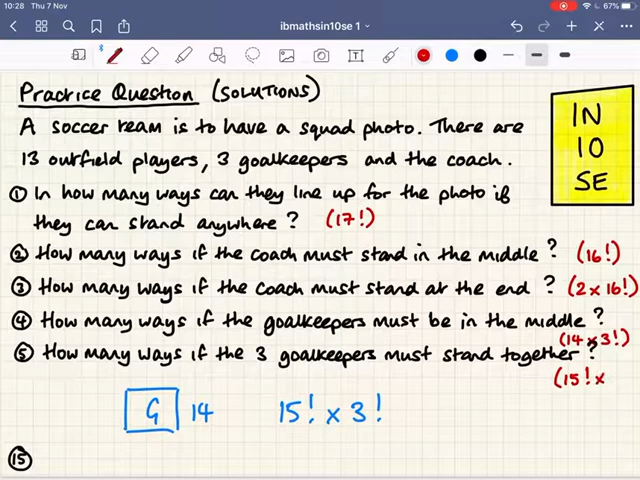 10:28 Thu 7 Nov
67%
ibmathsin10se 1
Practice Question (SOLUTIONS)
A soccer team is to have a squad photo. There are
13 outfield players, 3 goalkeepers and the coach.
① In how many ways can they line up for the photo if
they can stand anywhere? (17!)
② How many ways if the coach must stand in the middle? (16!)
③ How many ways if the coach must stand at the end? (2 x 16!)
④ How many ways if the goalkeepers must be in the middle?
(14 x 3!)
⑤ How many ways if the 3 goalkeepers must stand together?
(15! x
G 14 15! x 3!
⑮
IN
10
SE